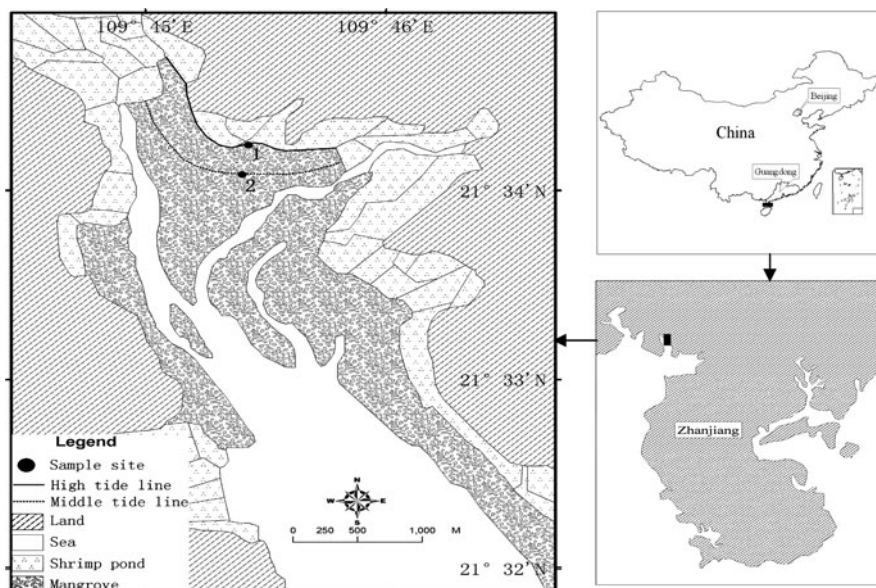 109° 45'E
109° 46'E
1
2
21° 34'N
21° 33'N
21° 32'N
Legend
Sample site
High tide line
Middle tide line
Land
Sea
Shrimp pond
Mangrove
N
W E
S
0 250 500 1,000 M
Beijing
China
Guangdong
Zhanjiang